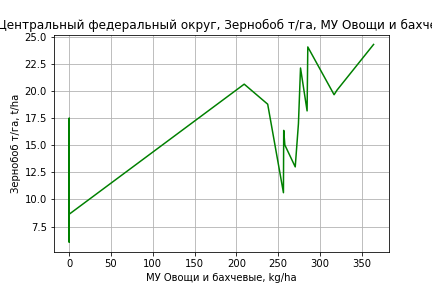 Центральный федеральный округ, Зернобоб т/га, МУ Овощи и бахче
25.0
22.5
20.0
17.5
15.0
12.5
10.0
7.5
Зернобоб т/га, t/ha
0 50 100 150 200 250 300 350
МУ Овощи и бахчевые, kg/ha